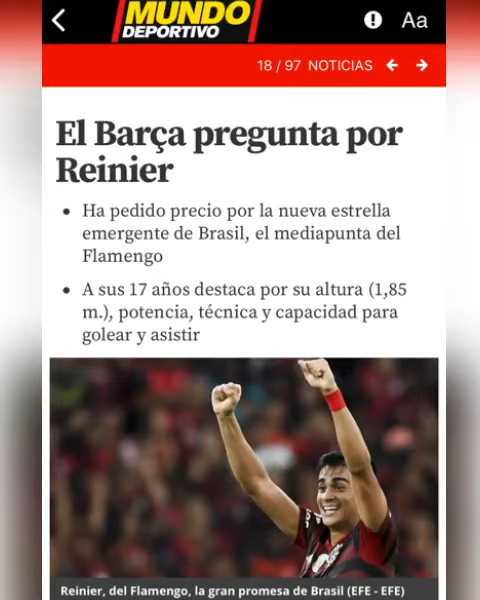 MUNDO
DEPORTIVO
Aa
18 / 97 NOTICIAS
El Barça pregunta por
Reinier
• Ha pedido precio por la nueva estrella
emergente de Brasil, el mediapunta del
Flamengo
• A sus 17 años destaca por su altura (1,85
m.), potencia, técnica y capacidad para
golear y asistir
Reinier, del Flamengo, la gran promesa de Brasil (EFE - EFE)